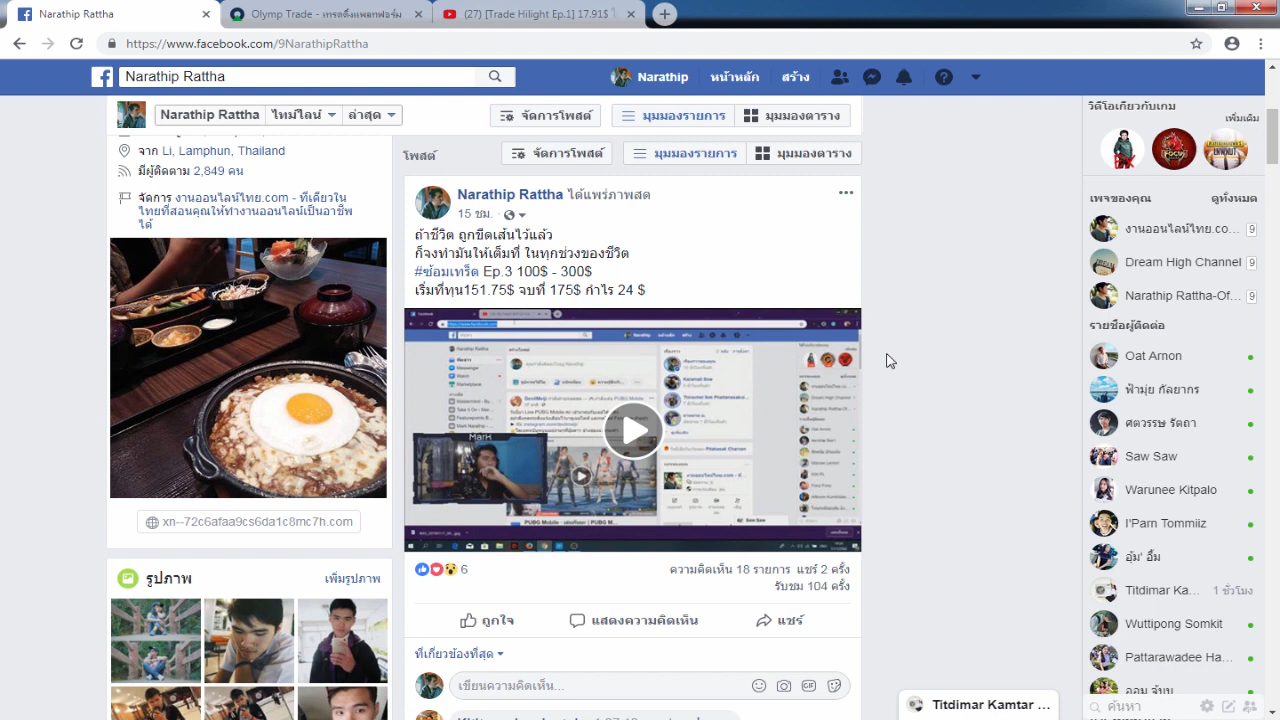 Narathip Rattha
Olymp Trade - เทรดดิ้งแพลทฟอร์ม
(27) [Trade Hilight Ep.1] 17.91$ ไ
https://www.facebook.com/9NarathipRattha
Narathip Rattha
Narathip
หน้าหลัก
สร้าง
Narathip Rattha
ไทม์ไลน์
ล่าสุด
จัดการโพสต์
มุมมองรายการ
มุมมองตาราง
จาก Li, Lamphun, Thailand
มีผู้ติดตาม 2,849 คน
จัดการ งานออนไลน์ไทย.com - ที่เดียวใน
ไทยที่สอนคุณให้ทำงานออนไลน์เป็นอาชีพ
ได้
xn--72c6afaa9cs6da1c8mc7h.com
รูปภาพ
เพิ่มรูปภาพ
โพสต์
จัดการโพสต์
มุมมองรายการ
มุมมองตาราง
Narathip Rattha ได้แพร่ภาพสด
15 ชม.
ถ้าชีวิต ถูกขีดเส้นไว้แล้ว
ก็จงทำมันให้เต็มที่ ในทุกช่วงของชีวิต
#ซ้อมเทร็ด Ep.3 100$ - 300$
เริ่มที่ทุน151.75$ จบที่ 175$ กำไร 24 $
Mark
6
ความคิดเห็น 18 รายการ แชร์ 2 ครั้ง
รับชม 104 ครั้ง
ถูกใจ
แสดงความคิดเห็น
แชร์
ที่เกี่ยวข้องที่สุด
เขียนความคิดเห็น...
GIF
วิดีโอเกี่ยวกับเกม
เพิ่มเติม
เพจของคุณ
ดูทั้งหมด
งานออนไลน์ไทย.co... 9
Dream High Channel 9
Narathip Rattha-Of... 9
รายชื่อผู้ติดต่อ
Oat Arnon
Saw Saw
Warunee Kitpalo
I'Parn Tommiiz
อุ้ม' อิ้ม
Titdimar Ka... 1 ชั่วโมง
Wuttipong Somkit
Pattarawadee Ha...
ค้นหา
Titdimar Kamtar ...